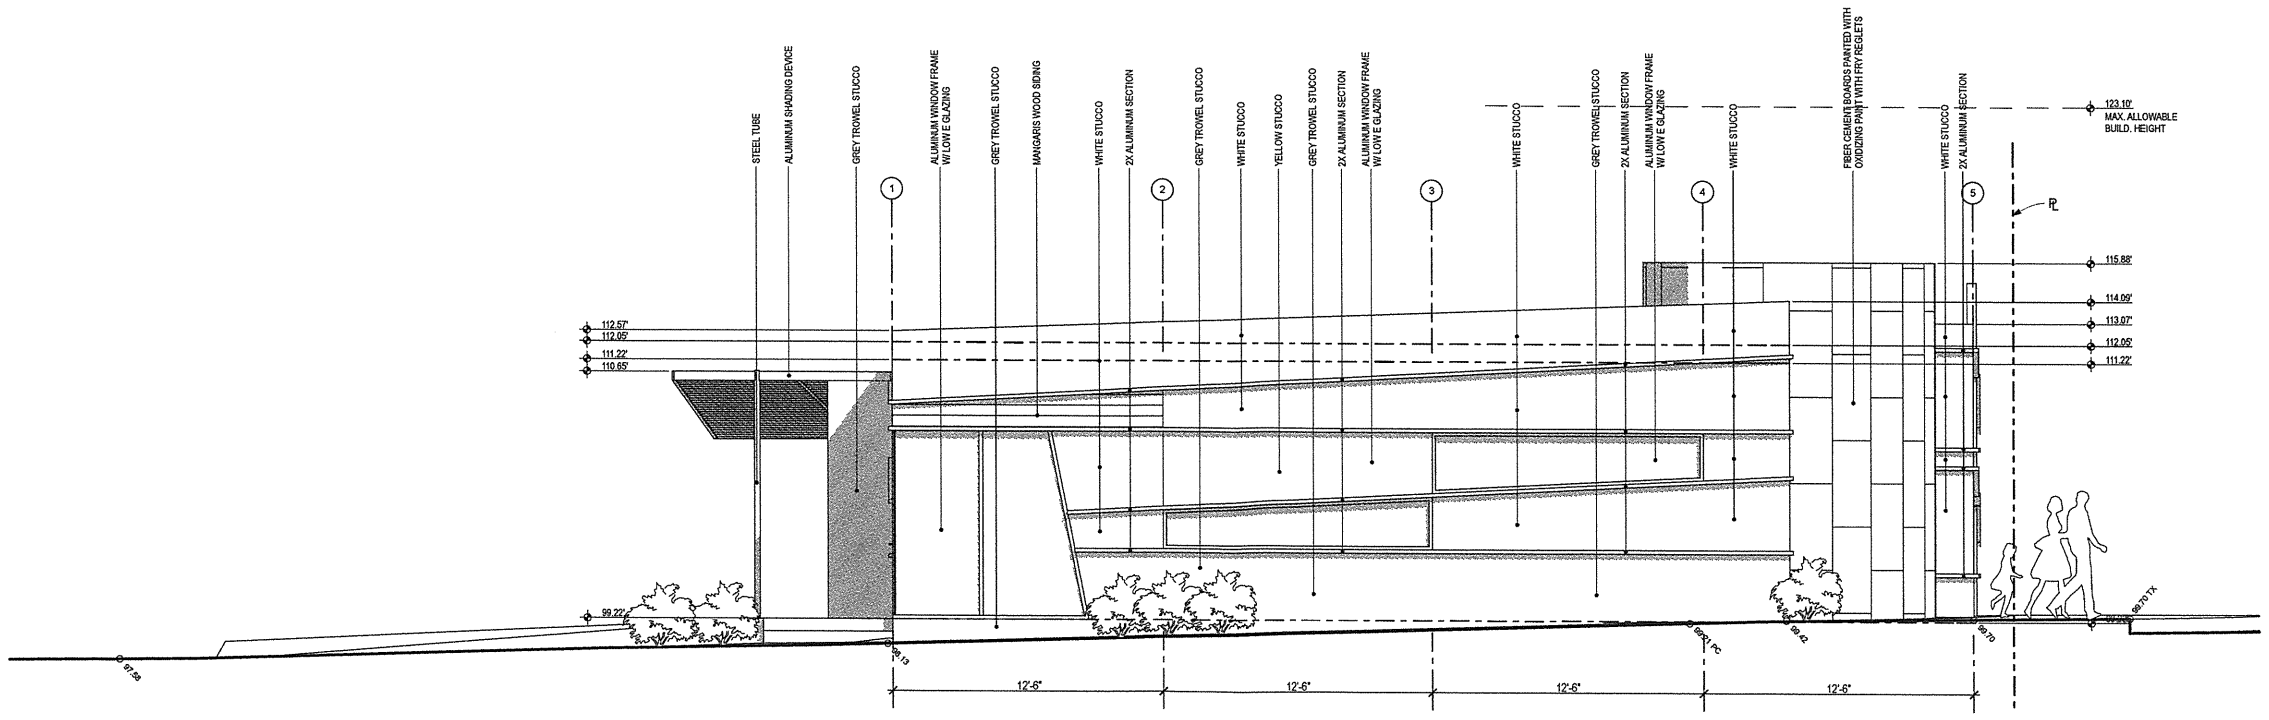 STEEL TUBE
ALUMINUM SHADING DEVICE
GREY TROWEL STUCCO
ALUMINUM WINDOW FRAME
W/ LOW E GLAZING
GREY TROWEL STUCCO
MANGARIS WOOD SIDING
WHITE STUCCO
2X ALUMINUM SECTION
GREY TROWEL STUCCO
WHITE STUCCO
YELLOW STUCCO
GREY TROWEL STUCCO
2X ALUMINUM SECTION
ALUMINUM WINDOW FRAME
W/ LOW E GLAZING
WHITE STUCCO
GREY TROWEL STUCCO
2X ALUMINUM SECTION
ALUMINUM WINDOW FRAME
W/ LOW E GLAZING
WHITE STUCCO
FIBER CEMENT BOARDS PAINTED WITH
OXIDIZING PAINT WITH FRY REGLETS
WHITE STUCCO
2X ALUMINUM SECTION
123.10'
MAX. ALLOWABLE
BUILD. HEIGHT
1
2
3
4
5
PL
115.88'
114.09'
113.07'
112.05'
111.22'
112.57'
112.05'
111.22'
110.65'
99.22'
97.58
98.13
99.21 PC
99.42
99.70
99.70 TX
12'-6"
12'-6"
12'-6"
12'-6"